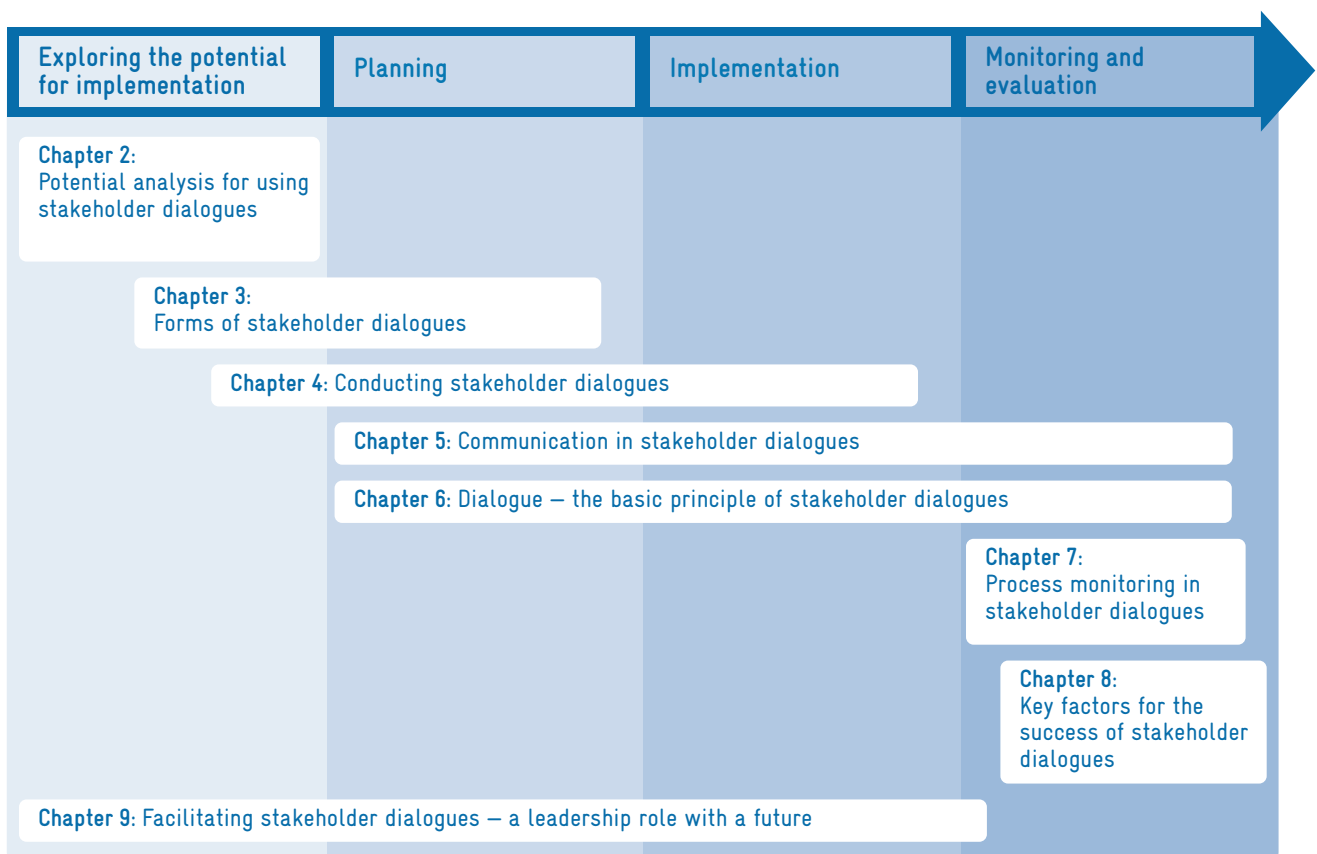 Exploring the potential
for implementation
Planning
Implementation
Monitoring and
evaluation
Chapter 2:
Potential analysis for using
stakeholder dialogues
Chapter 3:
Forms of stakeholder dialogues
Chapter 4: Conducting stakeholder dialogues
Chapter 5: Communication in stakeholder dialogues
Chapter 6: Dialogue – the basic principle of stakeholder dialogues
Chapter 7:
Process monitoring in
stakeholder dialogues
Chapter 8:
Key factors for the
success of stakeholder
dialogues
Chapter 9: Facilitating stakeholder dialogues – a leadership role with a future